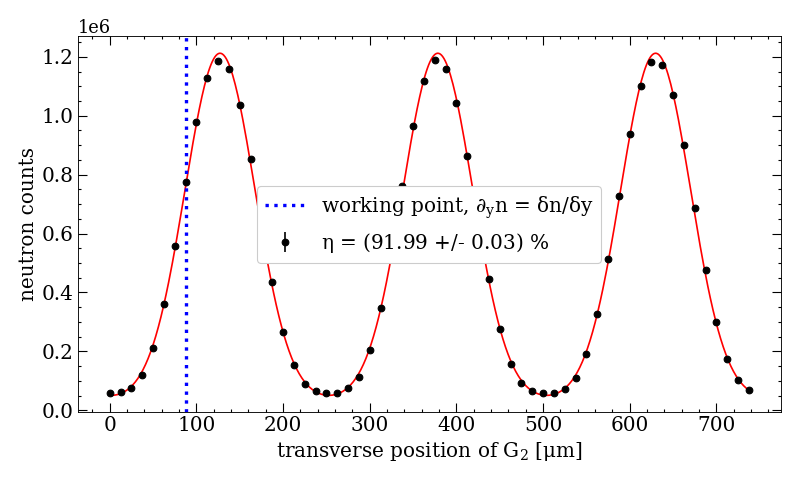 1e6
1.2
1.0
0.8
0.6
0.4
0.2
0.0
neutron counts
working point, ∂ᵧn = δn/δy
η = (91.99 +/- 0.03) %
0 100 200 300 400 500 600 700
transverse position of G₂ [μm]